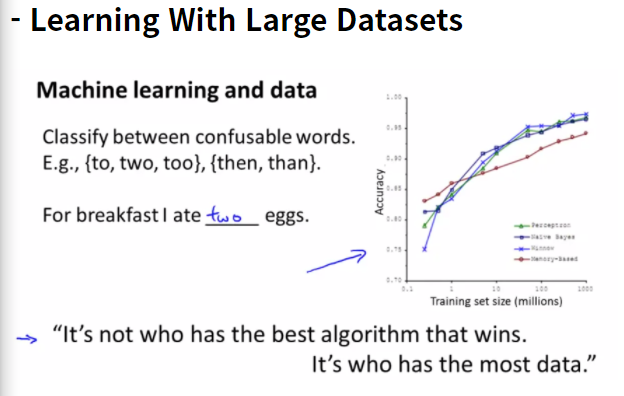 - Learning With Large Datasets
Machine learning and data
Classify between confusable words.
E.g., {to, two, too}, {then, than}.
For breakfast I ate two eggs.
1.00
0.95
0.90
0.85
0.80
0.75
0.70
Accuracy
Perceptron
Naive Bayes
Winnow
Memory-Based
0.1 1 10 100 1000
Training set size (millions)
"It's not who has the best algorithm that wins.
It's who has the most data."